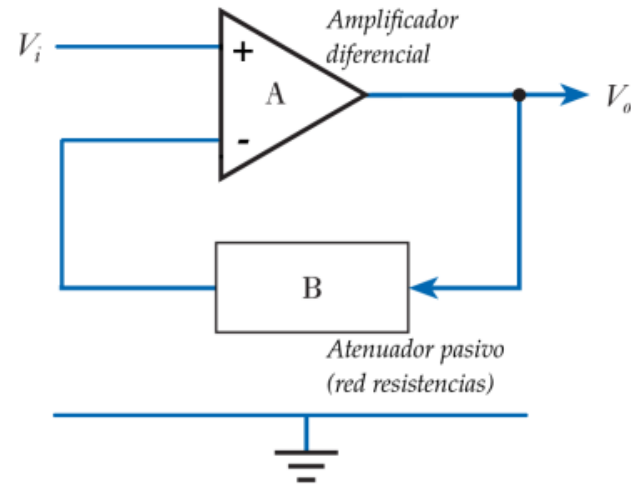 Amplificador
diferencial
Vi
+
A
-
Vo
B
Atenuador pasivo
(red resistencias)